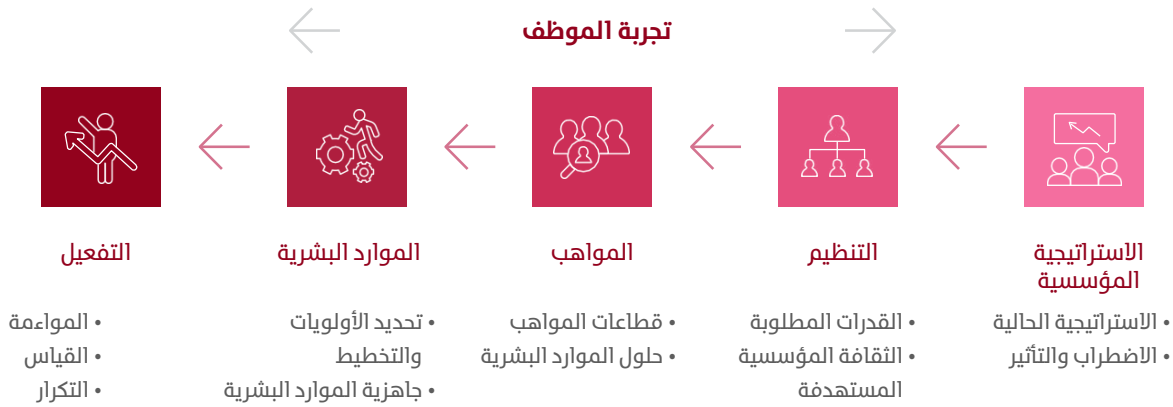 تجربة الموظف
الاستراتيجية
المؤسسية
• الاستراتيجية الحالية
• الاضطراب والتأثير
التنظيم
• القدرات المطلوبة
• الثقافة المؤسسية
المستهدفة
المواهب
• قطاعات المواهب
• حلول الموارد البشرية
الموارد البشرية
• تحديد الأولويات
والتخطيط
• جاهزية الموارد البشرية
التفعيل
• المواءمة
• القياس
• التكرار